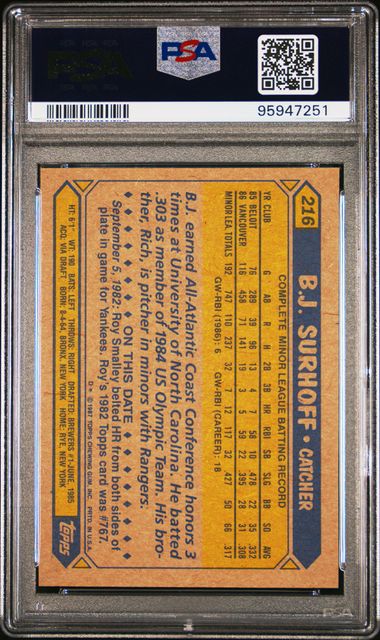 PSA
PSA
95947251
216 B.J. SURHOFF • CATCHER
COMPLETE MINOR LEAGUE BATTING RECORD
YR CLUB G AB R H 2B 3B HR RBI SB SLG BB SO AVG
85 BELOIT 76 289 39 96 13 4 7 58 10 .478 22 35 .332
86 VANCOUVER 116 458 71 141 19 3 5 59 22 .395 28 31 .308
MINOR LEA. TOTALS 192 747 110 237 32 7 12 117 32 .427 50 66 .317
GW-RBI (1986): 6 GW-RBI (CAREER): 18
B.J. earned All-Atlantic Coast Conference honors 3
times at University of North Carolina. He batted
.303 as member of 1984 US Olympic Team. His bro-
ther, Rich, is pitcher in minors with Rangers.
♦ ♦ ♦ ♦ ♦ ON THIS DATE ♦ ♦ ♦ ♦ ♦
September 5, 1982: Roy Smalley belted HR from both sides of
plate in game for Yankees. Roy's 1982 Topps card was #767.
D* © 1987 TOPPS CHEWING GUM, INC. PRTD. IN U.S.A.
HT: 6'1" WT: 190 BATS: LEFT THROWS: RIGHT DRAFTED: BREWERS #1-JUNE, 1985
ACQ: VIA DRAFT BORN: 8-4-64, BRONX, NEW YORK HOME: RYE, NEW YORK
TOPPS
PSA
PSA